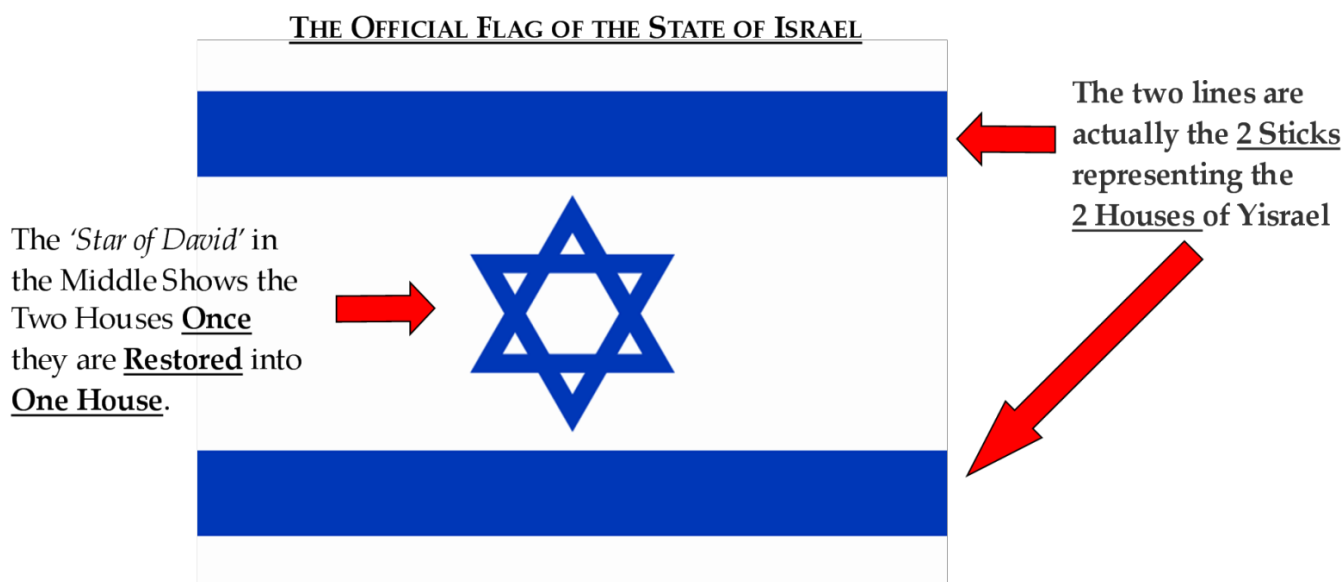 THE OFFICIAL FLAG OF THE STATE OF ISRAEL
The two lines are
actually the 2 Sticks
representing the
2 Houses of Yisrael
The ‘Star of David’ in
the Middle Shows the
Two Houses Once
they are Restored into
One House.